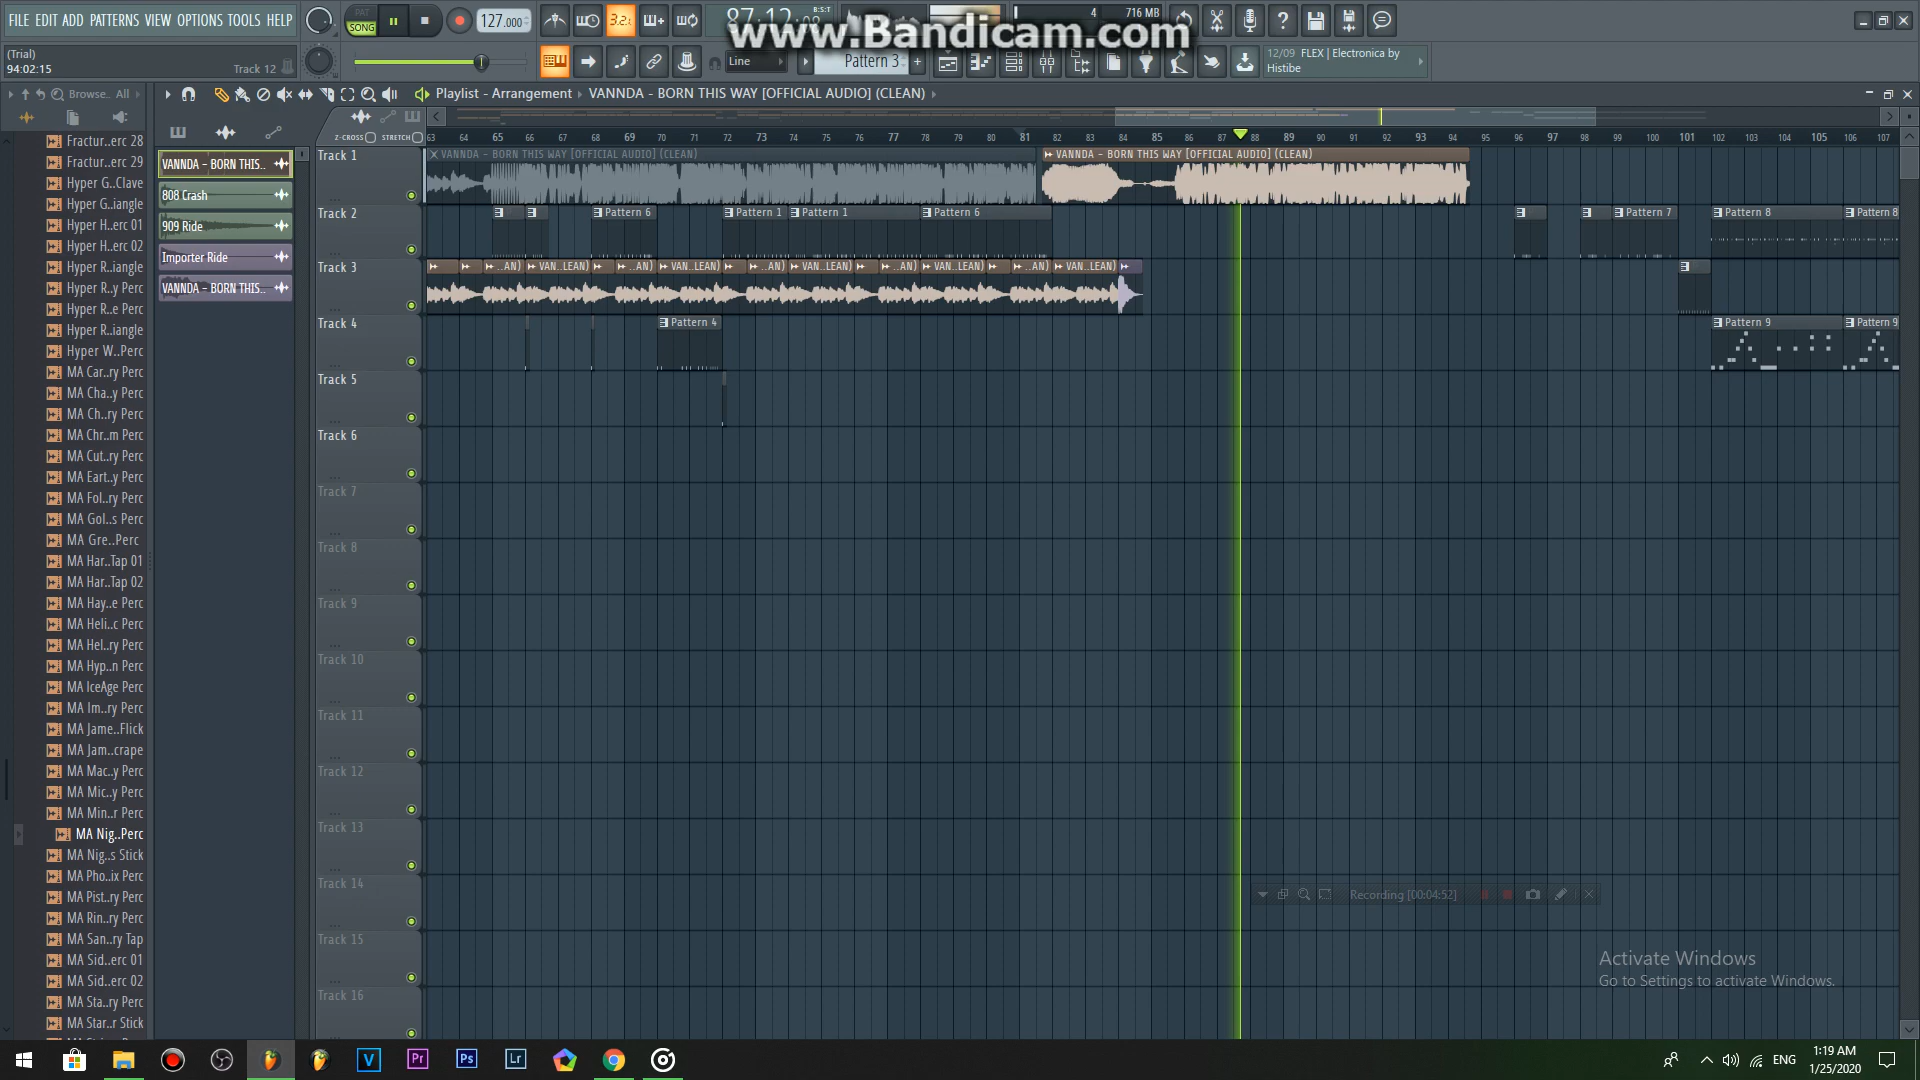 FILE EDIT ADD PATTERNS VIEW OPTIONS TOOLS HELP
PAT
SONG
127.000
3.2.
87:12
B:S:T
4
716 MB
www.Bandicam.com
(Trial)
94:02:15
Track 12
Line
Pattern 3
12/09 FLEX | Electronica by
Histibe
Browse.. All
Playlist - Arrangement
VANNDA - BORN THIS WAY [OFFICIAL AUDIO] (CLEAN)
Z-CROSS
STRETCH
63 64 65 66 67 68 69 70 71 72 73 74 75 76 77 78 79 80 81 82 83 84 85 86 87 88 89 90 91 92 93 94 95 96 97 98 99 100 101 102 103 104 105 106 107
Fractur..erc 28
Fractur..erc 29
Hyper G..Clave
Hyper G..iangle
Hyper H..erc 01
Hyper H..erc 02
Hyper R..iangle
Hyper R..y Perc
Hyper R..e Perc
Hyper R..iangle
Hyper W..Perc
MA Car..ry Perc
MA Cha..y Perc
MA Ch..ry Perc
MA Chr..m Perc
MA Cut..ry Perc
MA Eart..y Perc
MA Fol..ry Perc
MA Gol..s Perc
MA Gre..Perc
MA Har..Tap 01
MA Har..Tap 02
MA Hay..e Perc
MA Heli..c Perc
MA Hel..ry Perc
MA Hyp..n Perc
MA IceAge Perc
MA Im..ry Perc
MA Jame..Flick
MA Jam..crape
MA Mac..y Perc
MA Mic..y Perc
MA Min..r Perc
MA Nig..Perc
MA Nig..s Stick
MA Pho..ix Perc
MA Pist..ry Perc
MA Rin..ry Perc
MA San..ry Tap
MA Sid..erc 01
MA Sid..erc 02
MA Sta..ry Perc
MA Star..r Stick
VANNDA - BORN THIS..
808 Crash
909 Ride
Importer Ride
VANNDA - BORN THIS..
Track 1
VANNDA - BORN THIS WAY [OFFICIAL AUDIO] (CLEAN)
VANNDA - BORN THIS WAY [OFFICIAL AUDIO] (CLEAN)
Track 2
Pattern 6
Pattern 1
Pattern 1
Pattern 6
Pattern 7
Pattern 8
Pattern 8
Track 3
..AN)
VAN..LEAN)
..AN)
VAN..LEAN)
..AN)
VAN..LEAN)
..AN)
VAN..LEAN)
..AN)
VAN..LEAN)
Track 4
Pattern 4
Pattern 9
Pattern 9
Track 5
Track 6
Track 7
Track 8
Track 9
Track 10
Track 11
Track 12
Track 13
Track 14
Track 15
Track 16
Recording [00:04:52]
Activate Windows
Go to Settings to activate Windows.
V
Pr
Ps
Lr
ENG
1:19 AM
1/25/2020